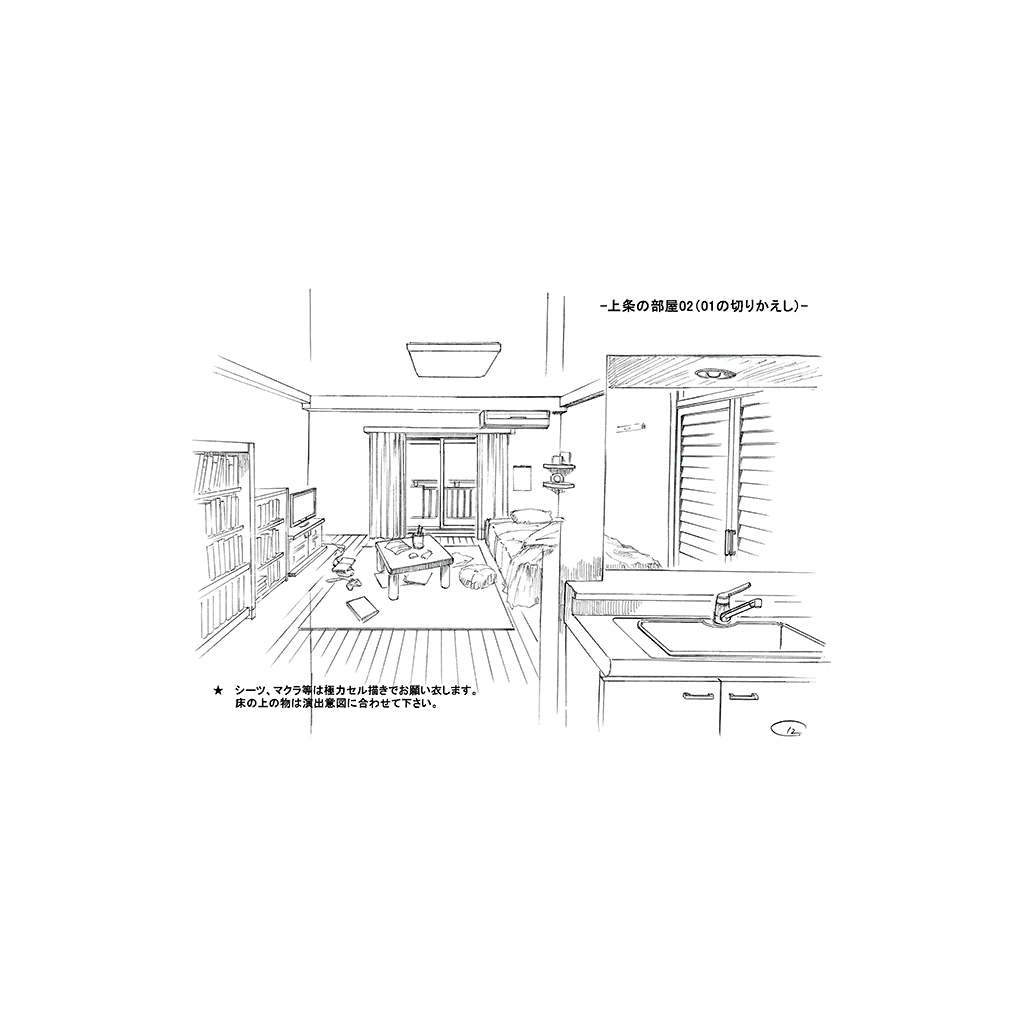 -上条の部屋02(01の切りかえし)-
★ シーツ、マクラ等は極力セル描きでお願い衣します。
床の上の物は演出意図に合わせて下さい。
12